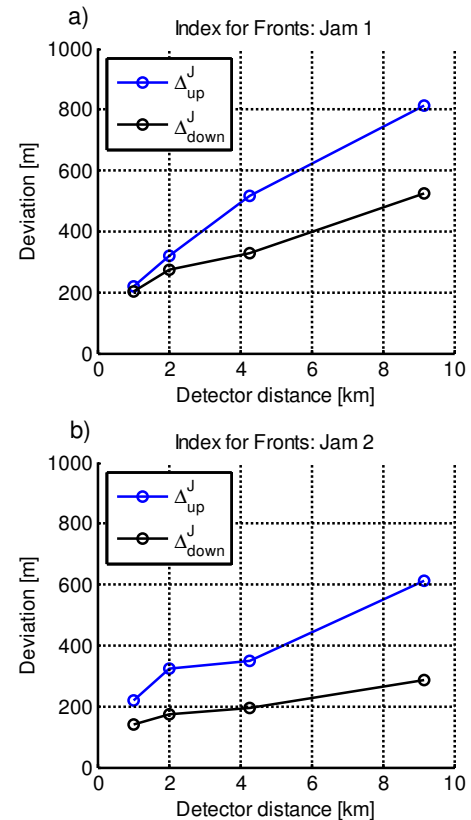 a)
Index for Fronts: Jam 1
1000
800
600
400
200
0
Deviation [m]
Δ^J_up
Δ^J_down
0 2 4 6 8 10
Detector distance [km]
b)
Index for Fronts: Jam 2
1000
800
600
400
200
0
Deviation [m]
Δ^J_up
Δ^J_down
0 2 4 6 8 10
Detector distance [km]